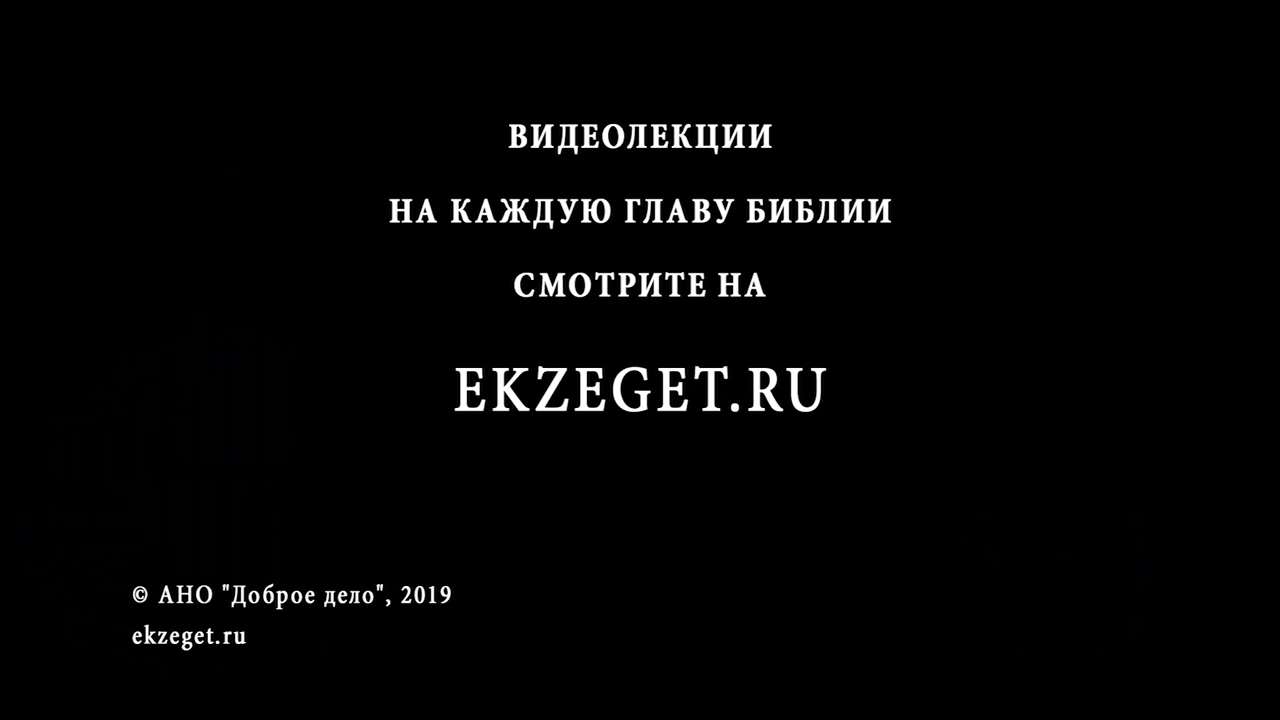 ВИДЕОЛЕКЦИИ
НА КАЖДУЮ ГЛАВУ БИБЛИИ
СМОТРИТЕ НА
EKZEGET.RU
© АНО "Доброе дело", 2019
ekzeget.ru